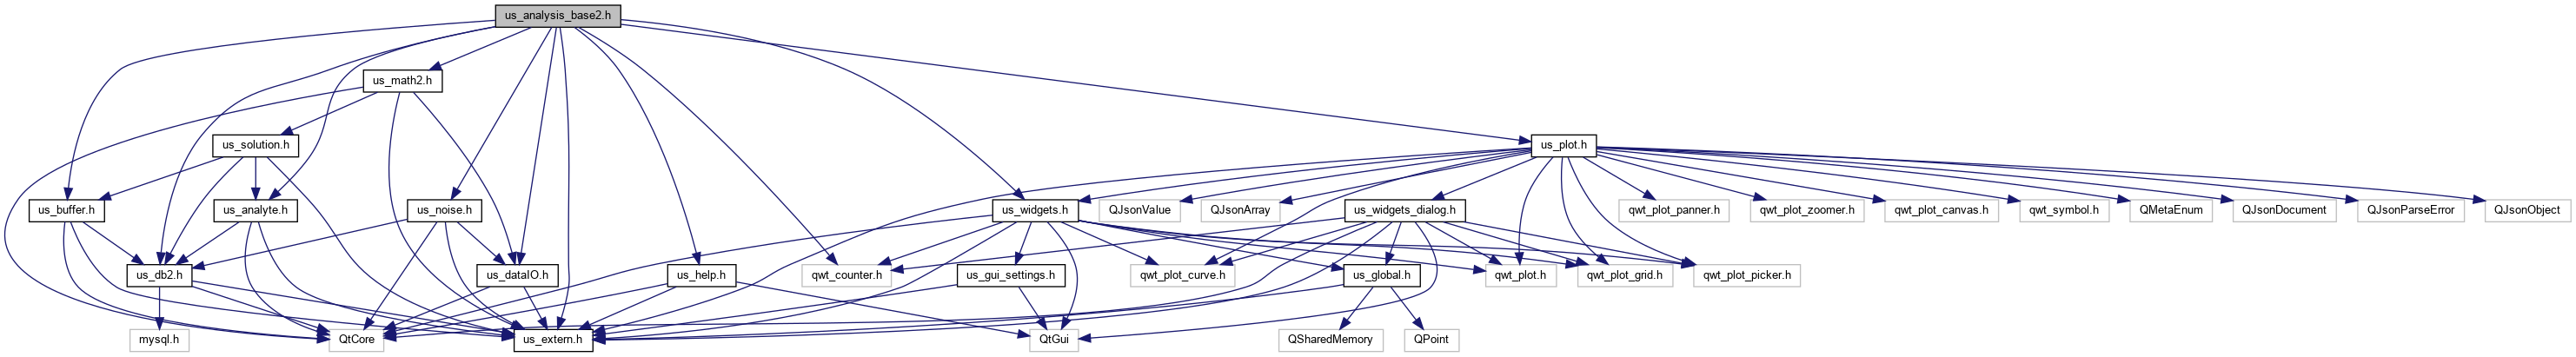 us_analysis_base2.h
us_math2.h
us_solution.h
us_plot.h
us_buffer.h
us_analyte.h
us_noise.h
us_widgets.h
QJsonValue
QJsonArray
us_widgets_dialog.h
qwt_plot_panner.h
qwt_plot_zoomer.h
qwt_plot_canvas.h
qwt_symbol.h
QMetaEnum
QJsonDocument
QJsonParseError
QJsonObject
us_db2.h
us_dataIO.h
us_help.h
qwt_counter.h
us_gui_settings.h
qwt_plot_curve.h
us_global.h
qwt_plot.h
qwt_plot_grid.h
qwt_plot_picker.h
mysql.h
QtCore
us_extern.h
QtGui
QSharedMemory
QPoint